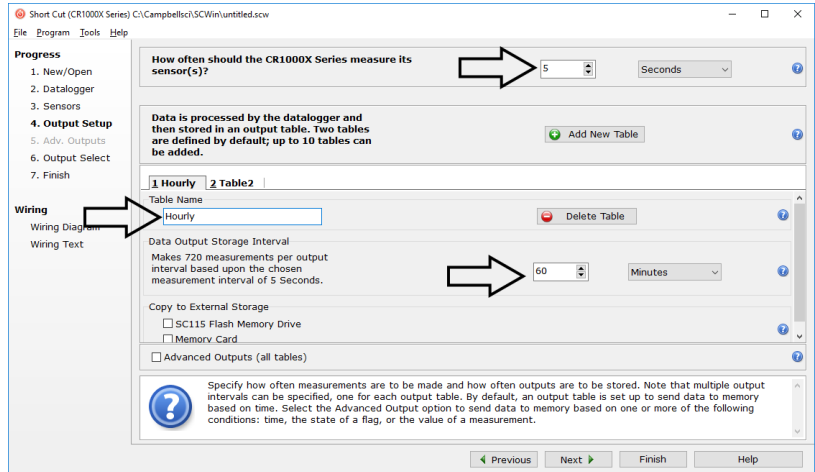 Short Cut (CR1000X Series) C:\Campbellsci\SCWin\untitled.scw
File Program Tools Help
Progress
1. New/Open
2. Datalogger
3. Sensors
4. Output Setup
5. Adv. Outputs
6. Output Select
7. Finish
Wiring
Wiring Diagram
Wiring Text
How often should the CR1000X Series measure its
sensor(s)?
5
Seconds
Data is processed by the datalogger and
then stored in an output table. Two tables
are defined by default; up to 10 tables can
be added.
Add New Table
1 Hourly 2 Table2
Table Name
Hourly
Delete Table
Data Output Storage Interval
Makes 720 measurements per output
interval based upon the chosen
measurement interval of 5 Seconds.
60
Minutes
Copy to External Storage
SC115 Flash Memory Drive
Memory Card
Advanced Outputs (all tables)
Specify how often measurements are to be made and how often outputs are to be stored. Note that multiple output
intervals can be specified, one for each output table. By default, an output table is set up to send data to memory
based on time. Select the Advanced Output option to send data to memory based on one or more of the following
conditions: time, the state of a flag, or the value of a measurement.
Previous
Next
Finish
Help